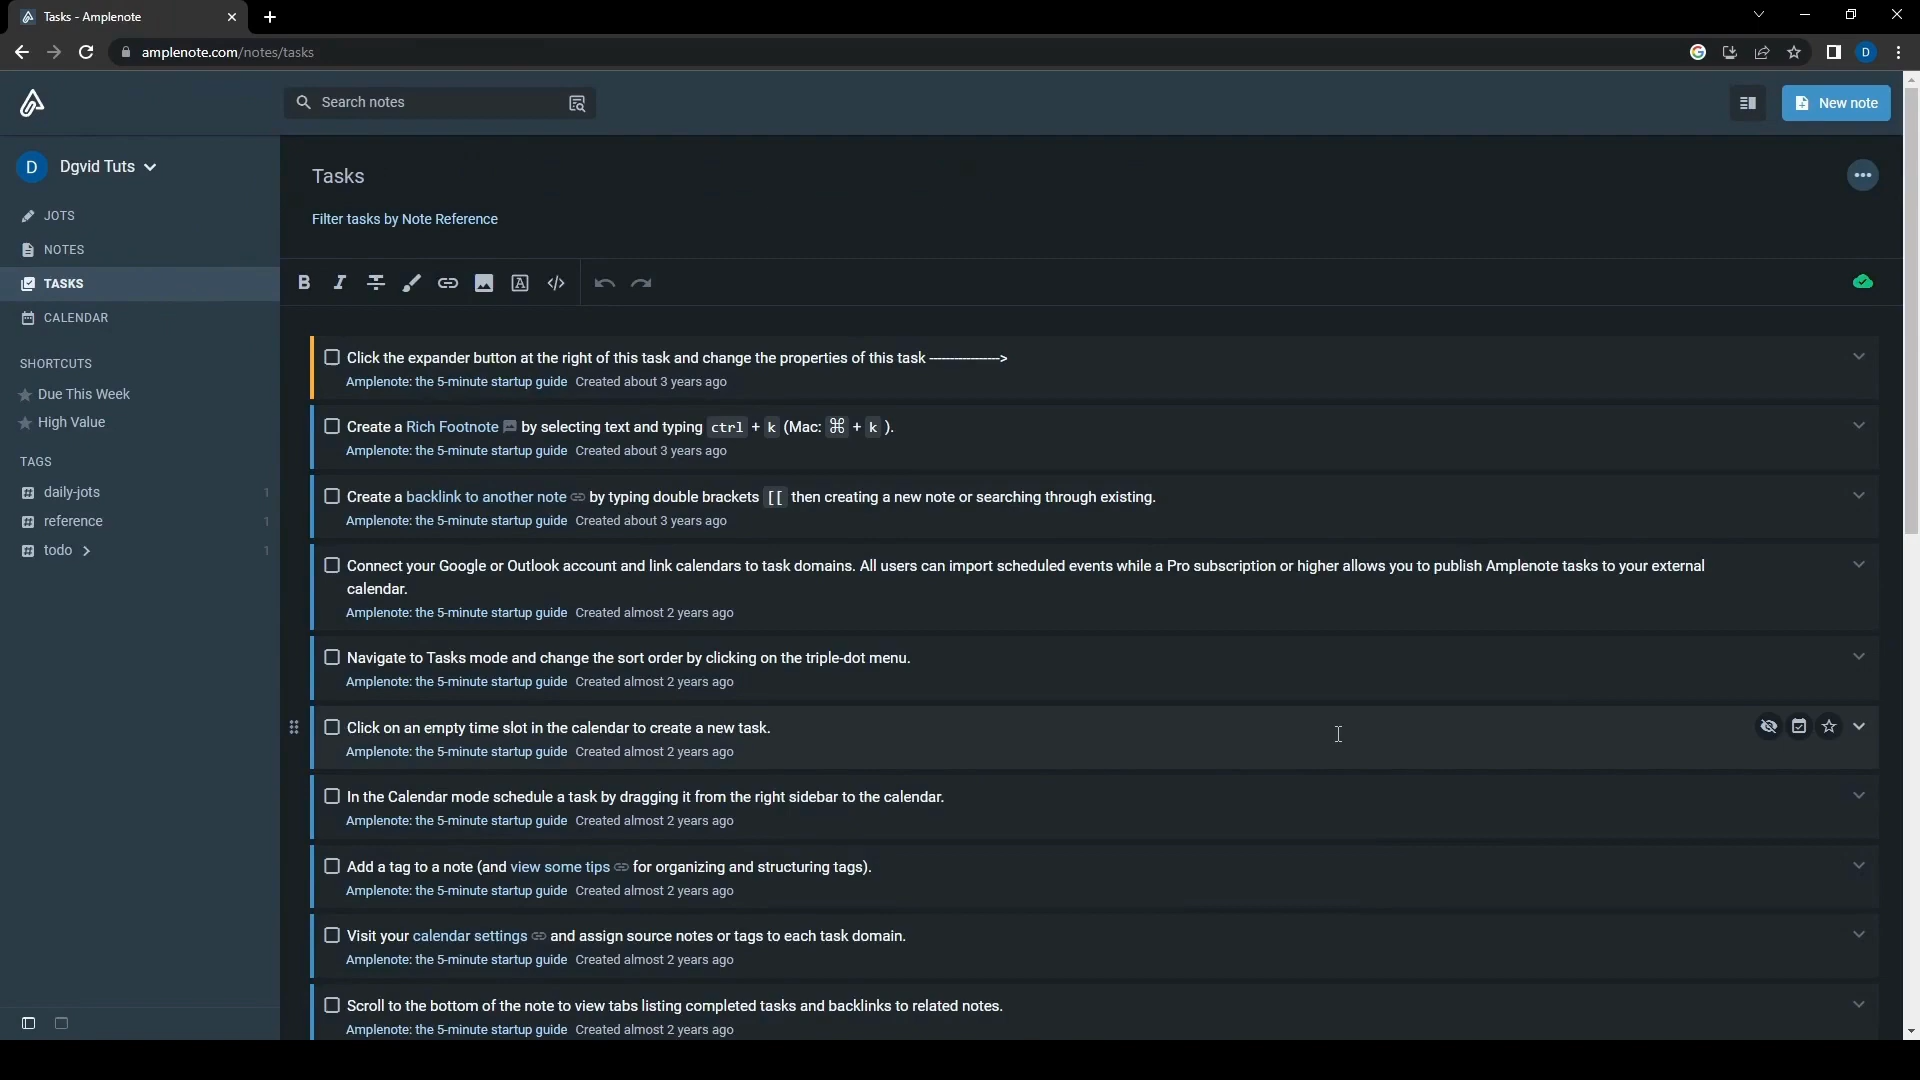 Tasks - Amplenote
amplenote.com/notes/tasks
D
Search notes
New note
D Dgvid Tuts
JOTS
NOTES
TASKS
CALENDAR
SHORTCUTS
Due This Week
High Value
TAGS
daily-jots 1
reference 1
todo 1
Tasks
Filter tasks by Note Reference
Click the expander button at the right of this task and change the properties of this task ---------------->
Amplenote: the 5-minute startup guide Created about 3 years ago
Create a Rich Footnote by selecting text and typing ctrl + k (Mac: ⌘ + k ).
Amplenote: the 5-minute startup guide Created about 3 years ago
Create a backlink to another note by typing double brackets [[ then creating a new note or searching through existing.
Amplenote: the 5-minute startup guide Created about 3 years ago
Connect your Google or Outlook account and link calendars to task domains. All users can import scheduled events while a Pro subscription or higher allows you to publish Amplenote tasks to your external
calendar.
Amplenote: the 5-minute startup guide Created almost 2 years ago
Navigate to Tasks mode and change the sort order by clicking on the triple-dot menu.
Amplenote: the 5-minute startup guide Created almost 2 years ago
Click on an empty time slot in the calendar to create a new task.
Amplenote: the 5-minute startup guide Created almost 2 years ago
In the Calendar mode schedule a task by dragging it from the right sidebar to the calendar.
Amplenote: the 5-minute startup guide Created almost 2 years ago
Add a tag to a note (and view some tips for organizing and structuring tags).
Amplenote: the 5-minute startup guide Created almost 2 years ago
Visit your calendar settings and assign source notes or tags to each task domain.
Amplenote: the 5-minute startup guide Created almost 2 years ago
Scroll to the bottom of the note to view tabs listing completed tasks and backlinks to related notes.
Amplenote: the 5-minute startup guide Created almost 2 years ago